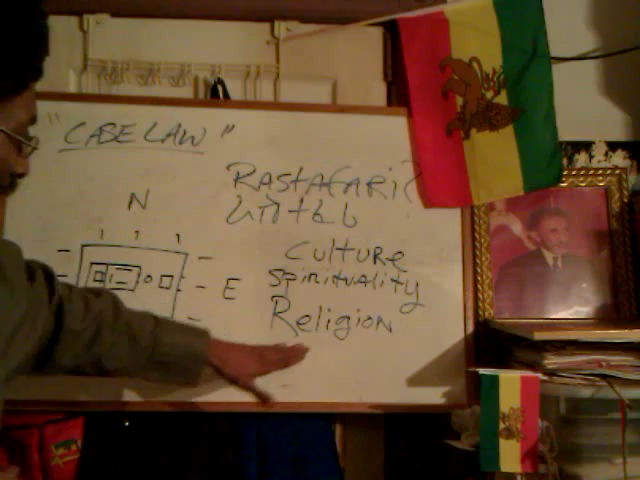 "CASE LAW"
RASTAFARI
N
CULTURE
SPIRITUALITY
E
Religion